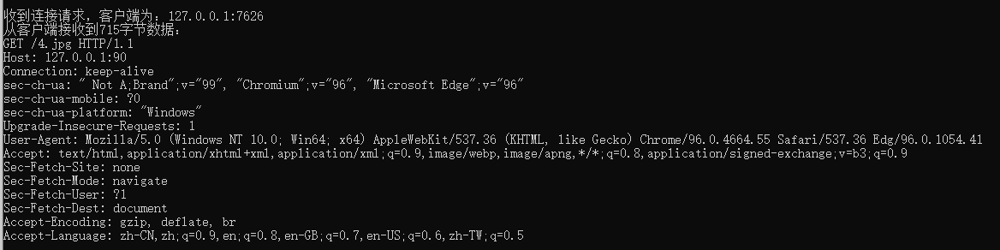 收到连接请求，客户端为：127.0.0.1:7626
从客户端接收到715字节数据：
GET /4.jpg HTTP/1.1
Host: 127.0.0.1:90
Connection: keep-alive
sec-ch-ua: " Not A;Brand";v="99", "Chromium";v="96", "Microsoft Edge";v="96"
sec-ch-ua-mobile: ?0
sec-ch-ua-platform: "Windows"
Upgrade-Insecure-Requests: 1
User-Agent: Mozilla/5.0 (Windows NT 10.0; Win64; x64) AppleWebKit/537.36 (KHTML, like Gecko) Chrome/96.0.4664.55 Safari/537.36 Edg/96.0.1054.41
Accept: text/html,application/xhtml+xml,application/xml;q=0.9,image/webp,image/apng,*/*;q=0.8,application/signed-exchange;v=b3;q=0.9
Sec-Fetch-Site: none
Sec-Fetch-Mode: navigate
Sec-Fetch-User: ?1
Sec-Fetch-Dest: document
Accept-Encoding: gzip, deflate, br
Accept-Language: zh-CN,zh;q=0.9,en;q=0.8,en-GB;q=0.7,en-US;q=0.6,zh-TW;q=0.5